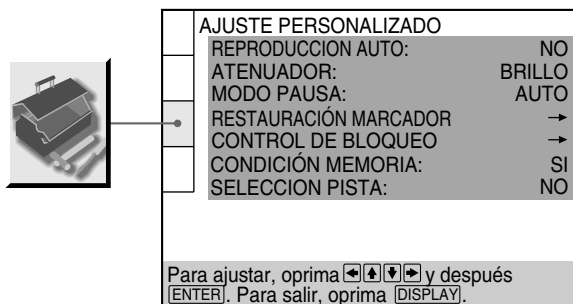 AJUSTE PERSONALIZADO
REPRODUCCION AUTO: NO
ATENUADOR: BRILLO
MODO PAUSA: AUTO
RESTAURACIÓN MARCADOR →
CONTROL DE BLOQUEO →
CONDICIÓN MEMORIA: SI
SELECCION PISTA: NO
Para ajustar, oprima ←↑↓→ y después
ENTER. Para salir, oprima DISPLAY.